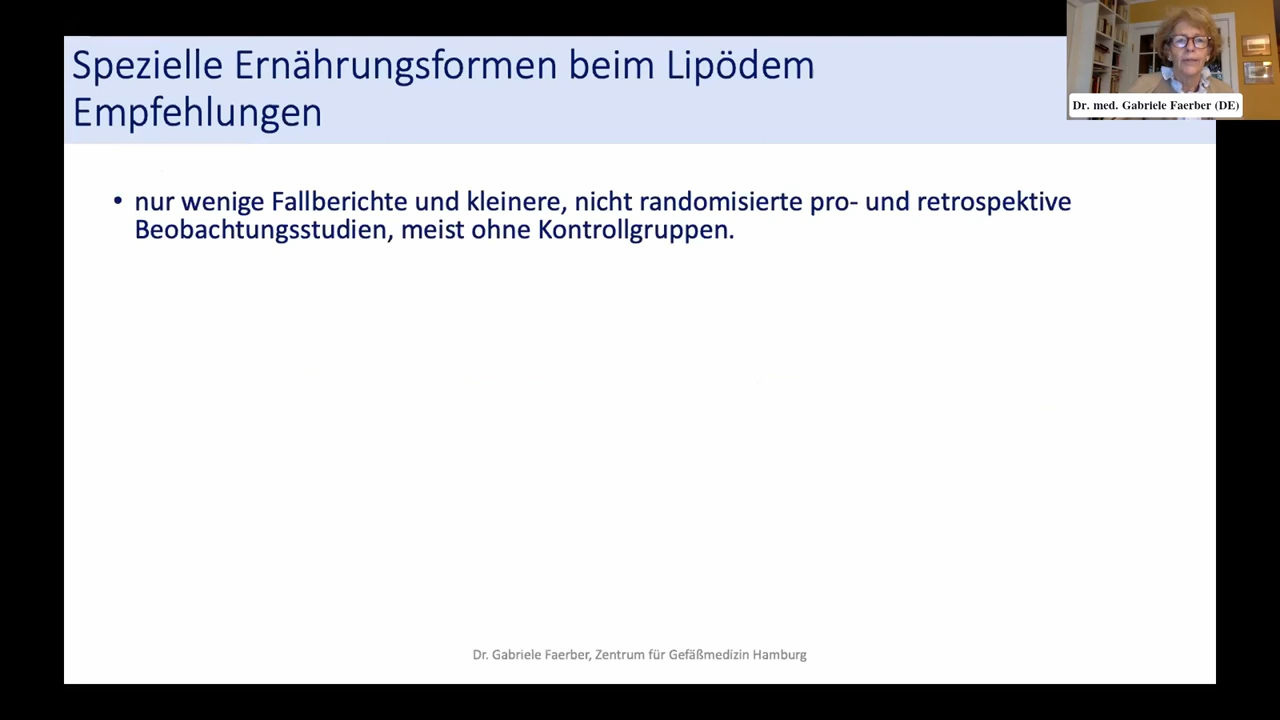 Spezielle Ernährungsformen beim Lipödem
Empfehlungen
Dr. med. Gabriele Faerber (DE)
• nur wenige Fallberichte und kleinere, nicht randomisierte pro- und retrospektive
Beobachtungsstudien, meist ohne Kontrollgruppen.
Dr. Gabriele Faerber, Zentrum für Gefäßmedizin Hamburg